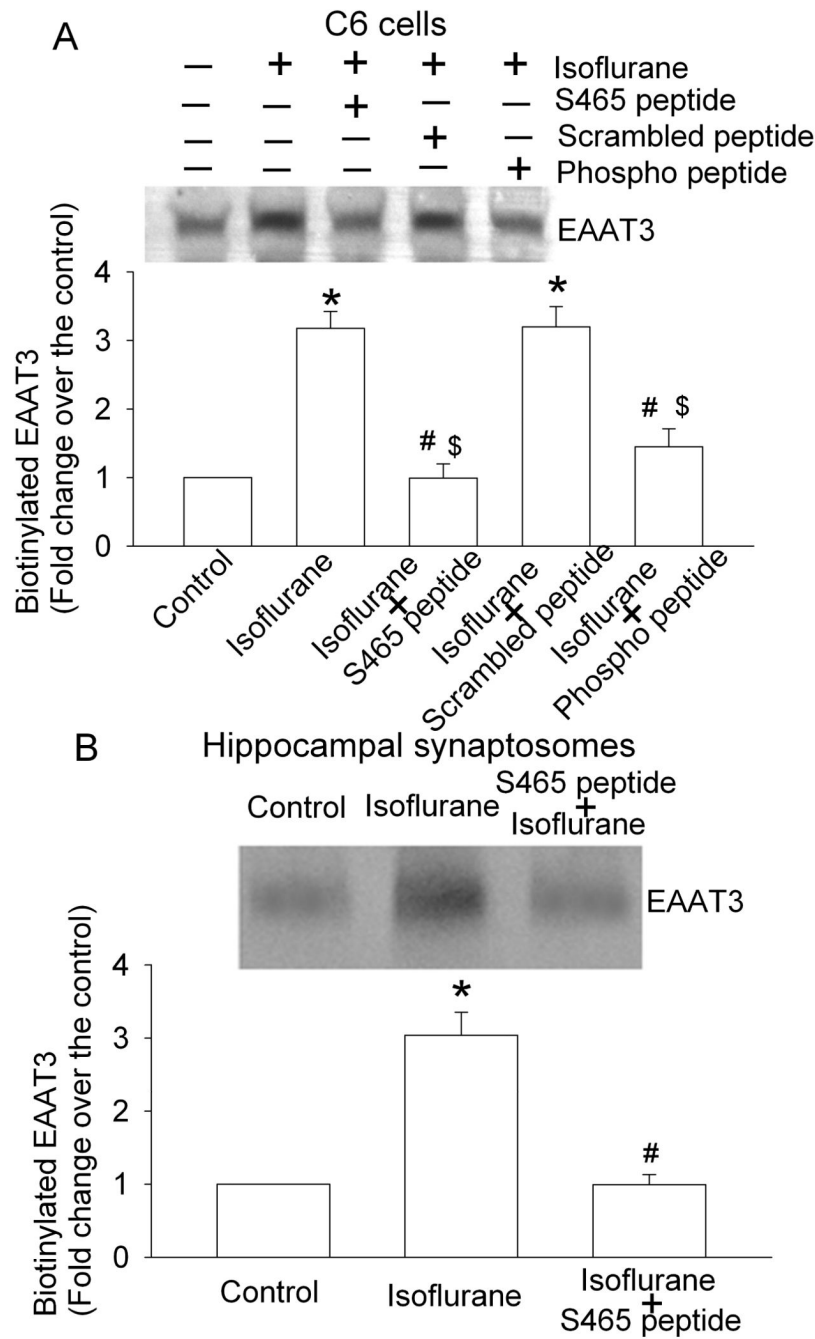 A
C6 cells
– + + + + Isoflurane
– – + – – S465 peptide
– – – + – Scrambled peptide
– – – – + Phospho peptide
EAAT3
Biotinylated EAAT3
(Fold change over the control)
4
3
2
1
0
*
# $
*
# $
Control
Isoflurane
Isoflurane
+
S465 peptide
Isoflurane
+
Scrambled peptide
Isoflurane
+
Phospho peptide
B
Hippocampal synaptosomes
Control
Isoflurane
S465 peptide
+
Isoflurane
EAAT3
Biotinylated EAAT3
(Fold change over the control)
4
3
2
1
0
*
#
Control
Isoflurane
Isoflurane
+
S465 peptide